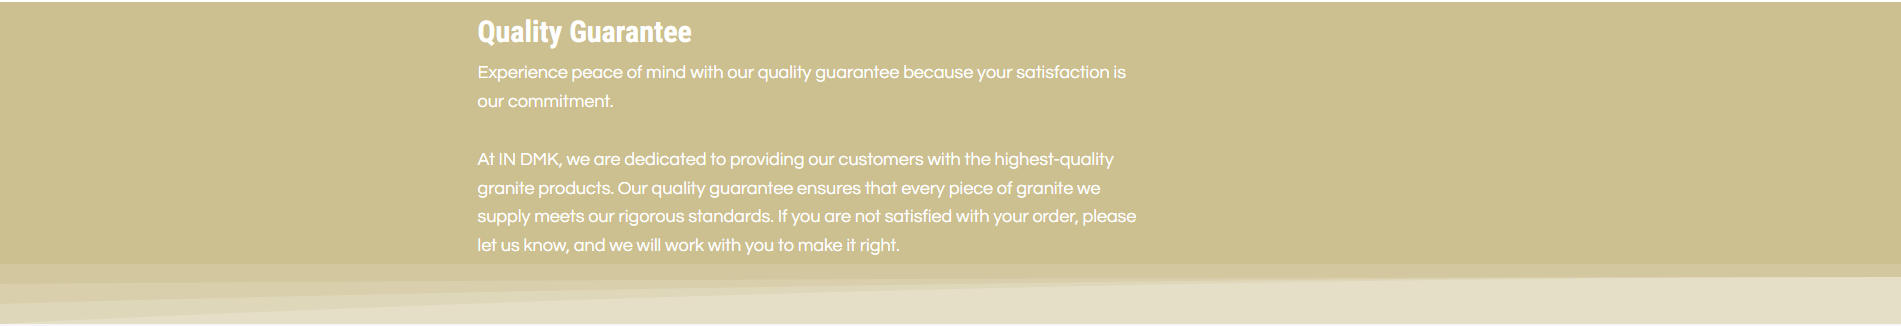 Quality Guarantee
Experience peace of mind with our quality guarantee because your satisfaction is
our commitment.
At IN DMK, we are dedicated to providing our customers with the highest-quality
granite products. Our quality guarantee ensures that every piece of granite we
supply meets our rigorous standards. If you are not satisfied with your order, please
let us know, and we will work with you to make it right.